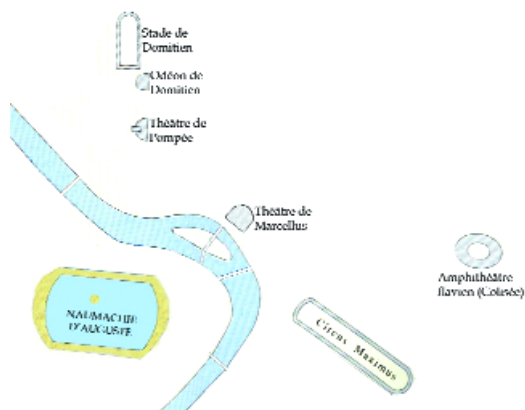 Stade de
Domitien
Odéon de
Domitien
Théâtre de
Pompée
Théâtre de
Marcellus
Amphithéâtre
flavien (Colisée)
NAUMACHIE
D'AUGUSTE
Circus Maximus